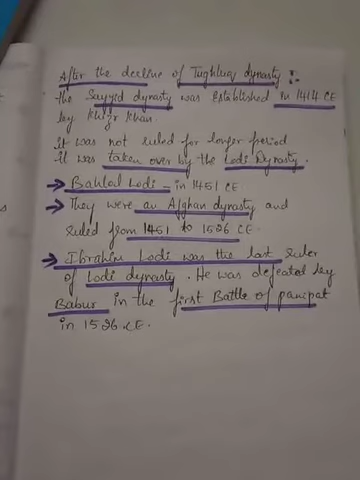 After the decline of Tughluq dynasty :-
the Sayyid dynasty was established in 1414 CE
by Khijr Khan.
It was not ruled for longer period
it was taken over by the Lodi Dynasty.
→ Bahlal Lodi - in 1451 CE
→ They were an Afghan dynasty and
ruled from 1451 to 1526 CE.
→ Ibrahim Lodi was the last ruler
of Lodi dynasty. He was defeated by
Babur in the first Battle of panipat
in 1526 CE.